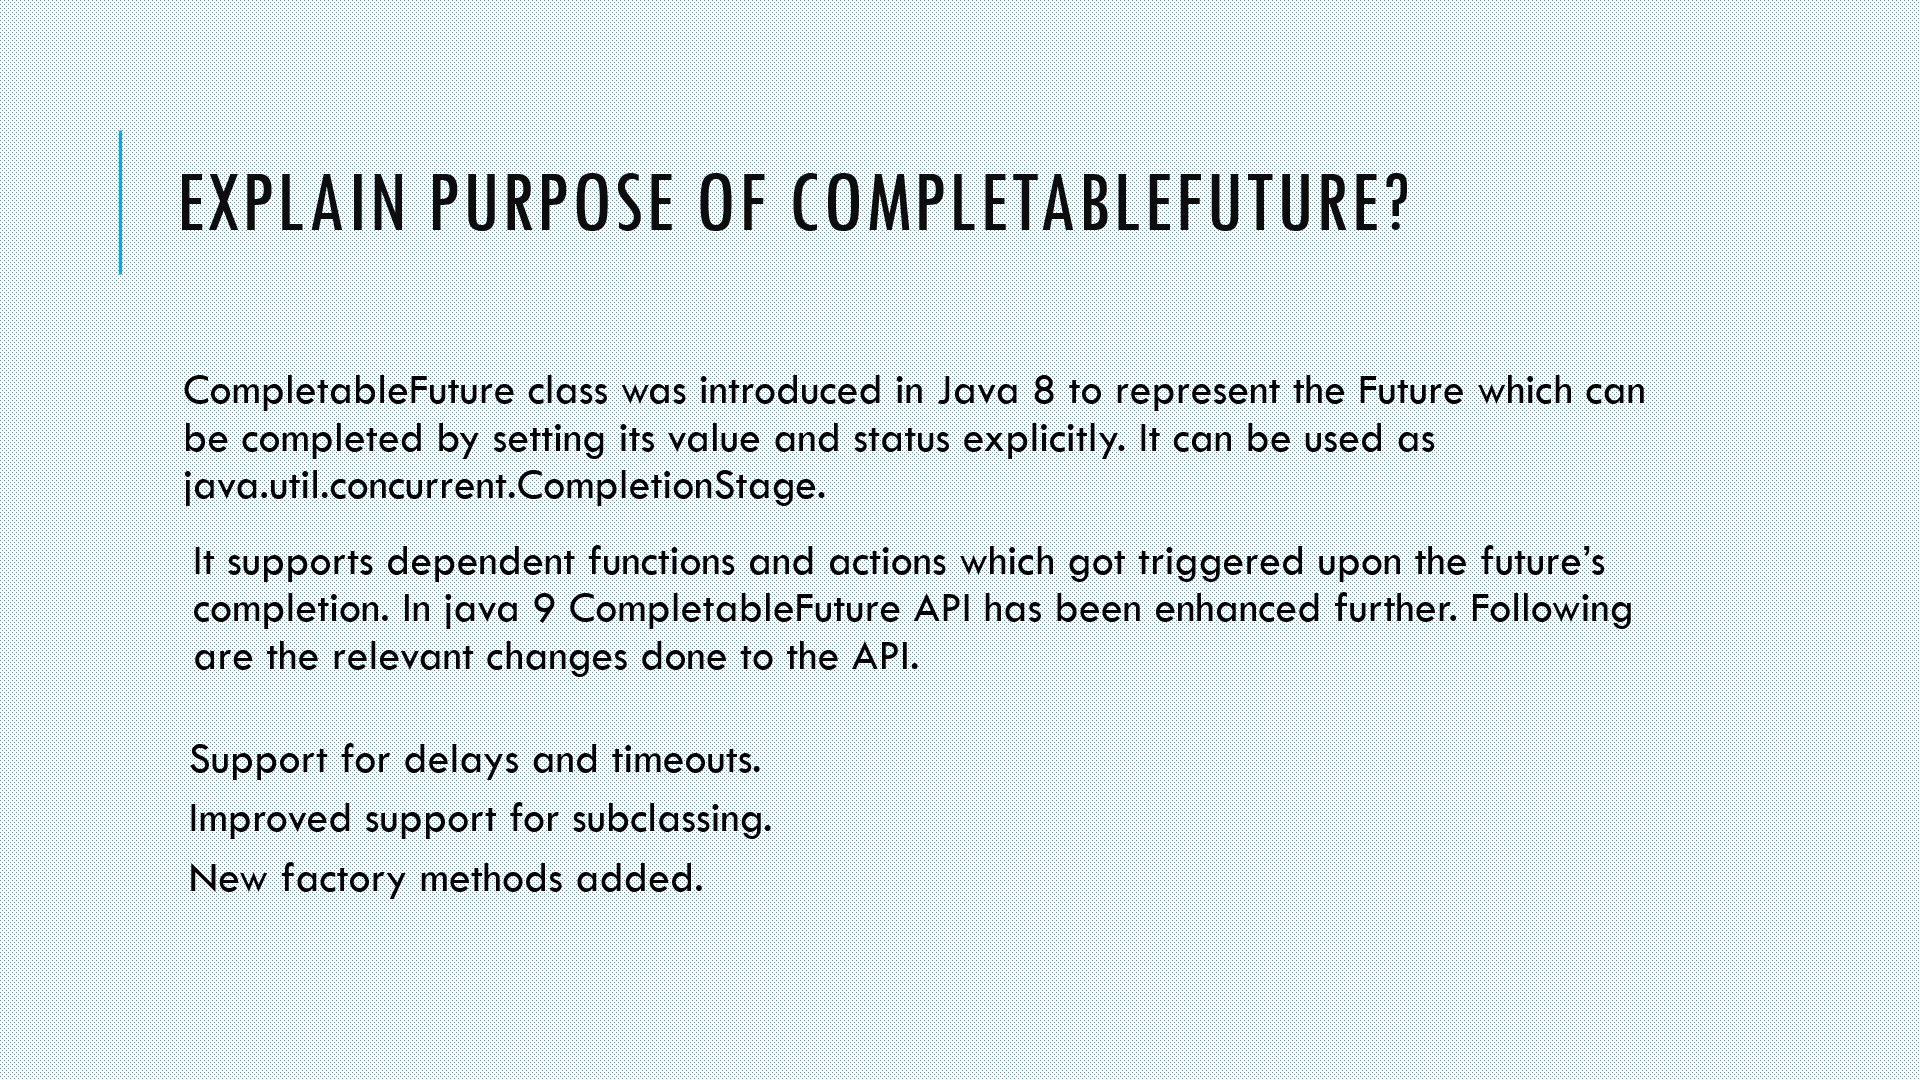 EXPLAIN PURPOSE OF COMPLETABLEFUTURE?
CompletableFuture class was introduced in Java 8 to represent the Future which can
be completed by setting its value and status explicitly. It can be used as
java.util.concurrent.CompletionStage.
It supports dependent functions and actions which got triggered upon the future’s
completion. In java 9 CompletableFuture API has been enhanced further. Following
are the relevant changes done to the API.
Support for delays and timeouts.
Improved support for subclassing.
New factory methods added.